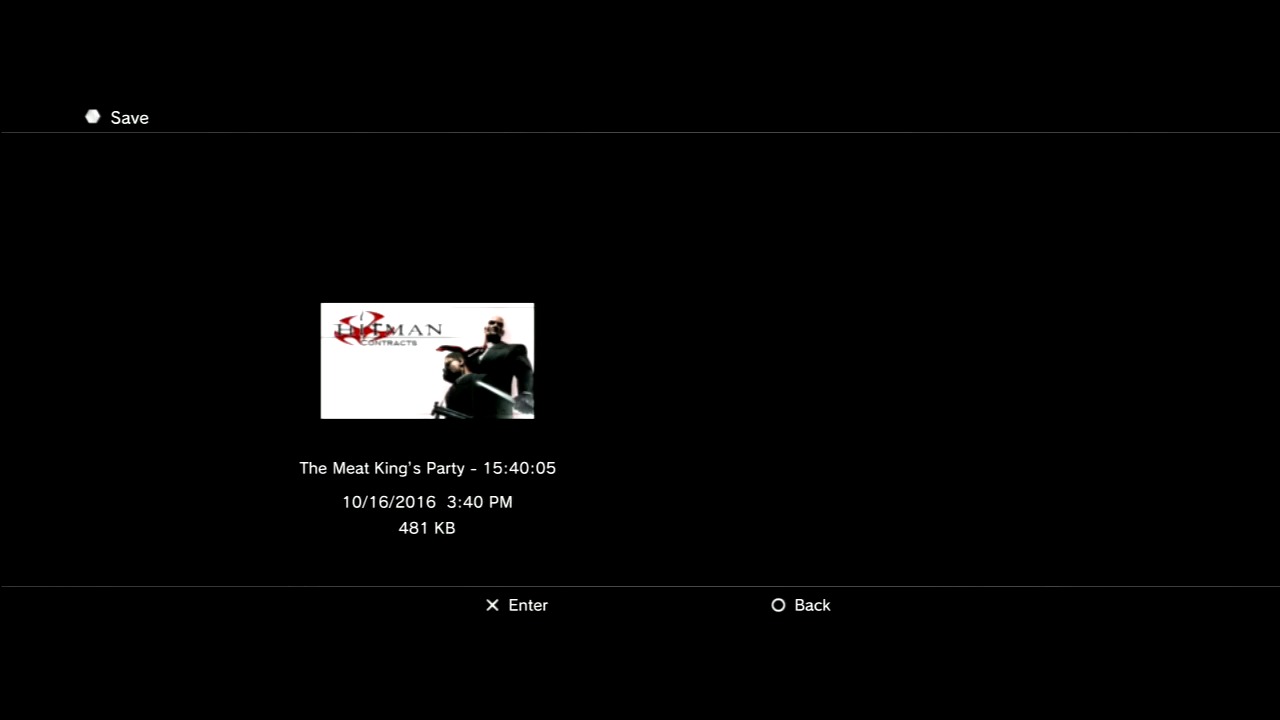 Save
HITMAN
CONTRACTS
The Meat King's Party - 15:40:05
10/16/2016 3:40 PM
481 KB
Enter
Back